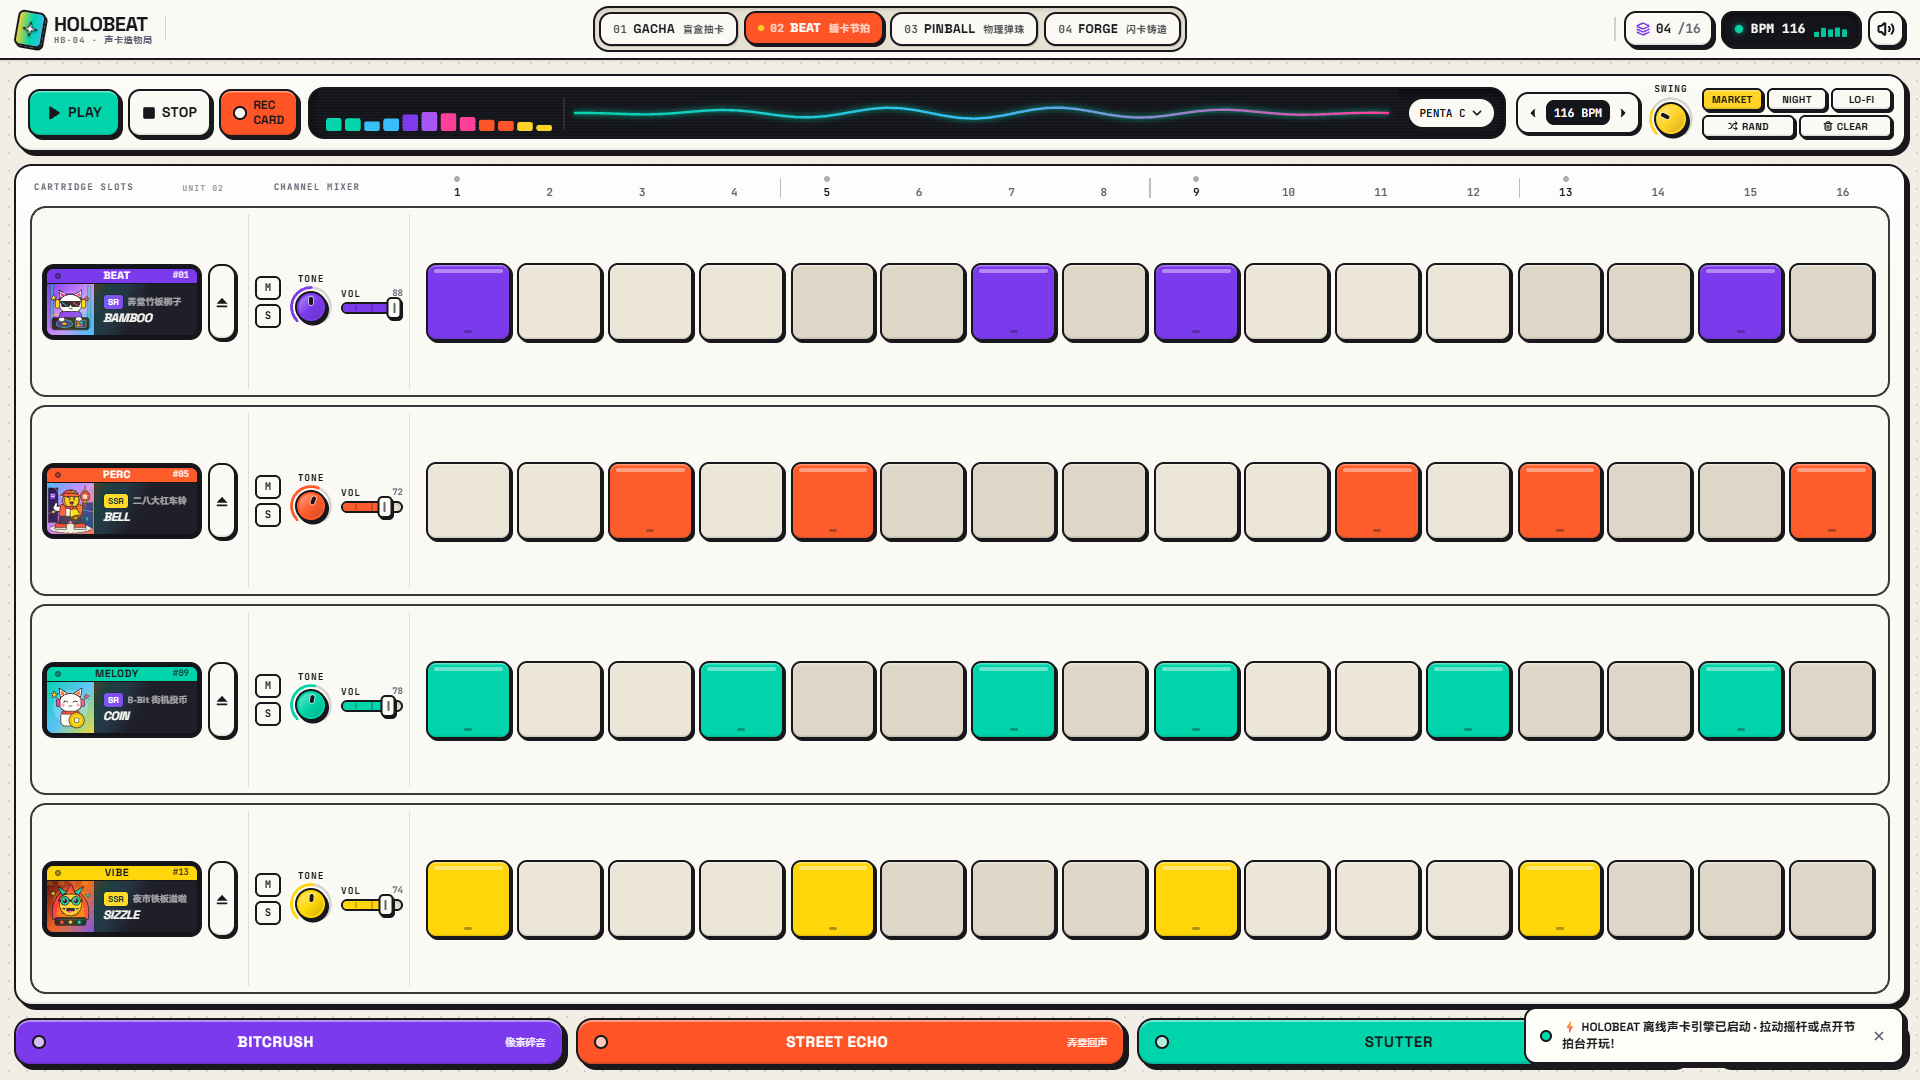 HOLOBEAT
HB-04 · 声卡造物局
01 GACHA 盲盒抽卡
02 BEAT 插卡节拍
03 PINBALL 物理弹珠
04 FORGE 闪卡铸造
04 /16
BPM 116
PLAY
STOP
REC
CARD
PENTA C
116 BPM
SWING
MARKET
NIGHT
LO-FI
RAND
CLEAR
CARTRIDGE SLOTS
UNIT 02
CHANNEL MIXER
1 2 3 4 5 6 7 8 9 10 11 12 13 14 15 16
BEAT #01
SR 弄堂竹板梆子
BAMBOO
M
S
TONE
VOL 88
PERC #05
SSR 二八大杠车铃
BELL
M
S
TONE
VOL 72
MELODY #09
SR 8-Bit 街机投币
COIN
M
S
TONE
VOL 78
VIBE #13
SSR 夜市铁板滋啦
SIZZLE
M
S
TONE
VOL 74
BITCRUSH 像素碎音
STREET ECHO 弄堂回声
STUTTER
HOLOBEAT 离线声卡引擎已启动 · 拉动摇杆或点开节
拍台开玩!